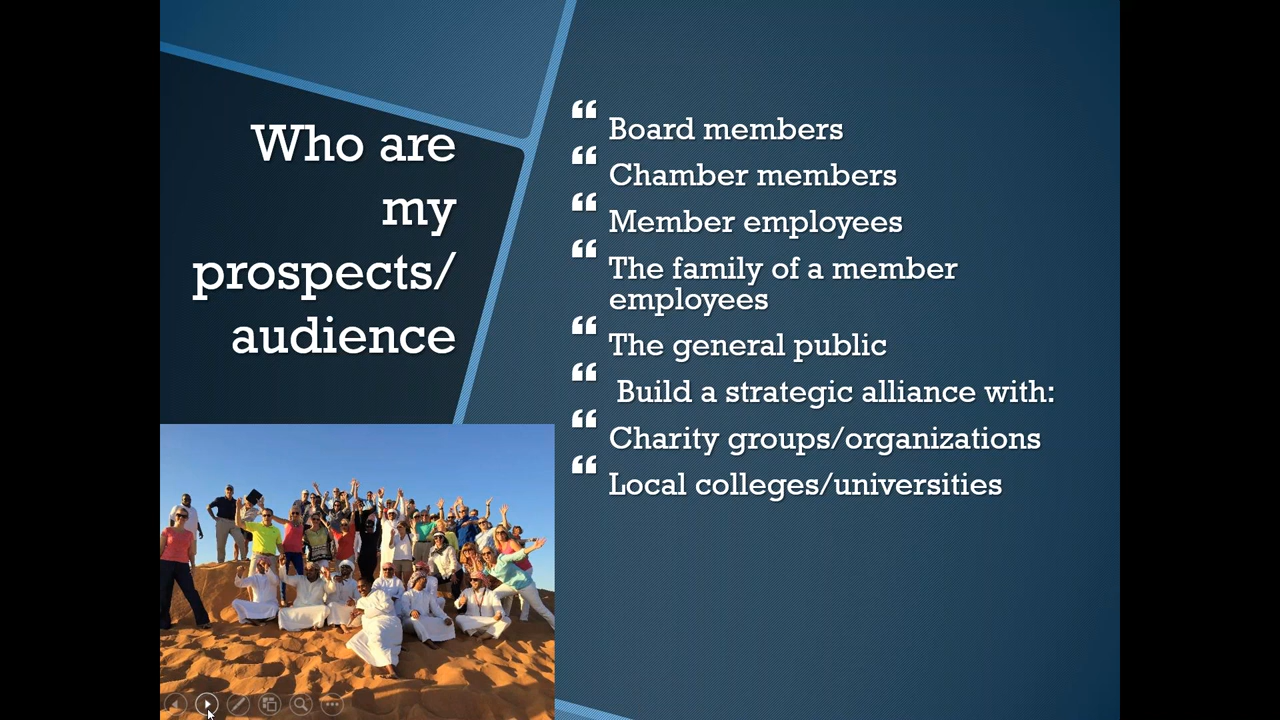 Who are
my
prospects/
audience
“ Board members
“ Chamber members
“ Member employees
“ The family of a member
employees
“ The general public
“ Build a strategic alliance with:
“ Charity groups/organizations
“ Local colleges/universities